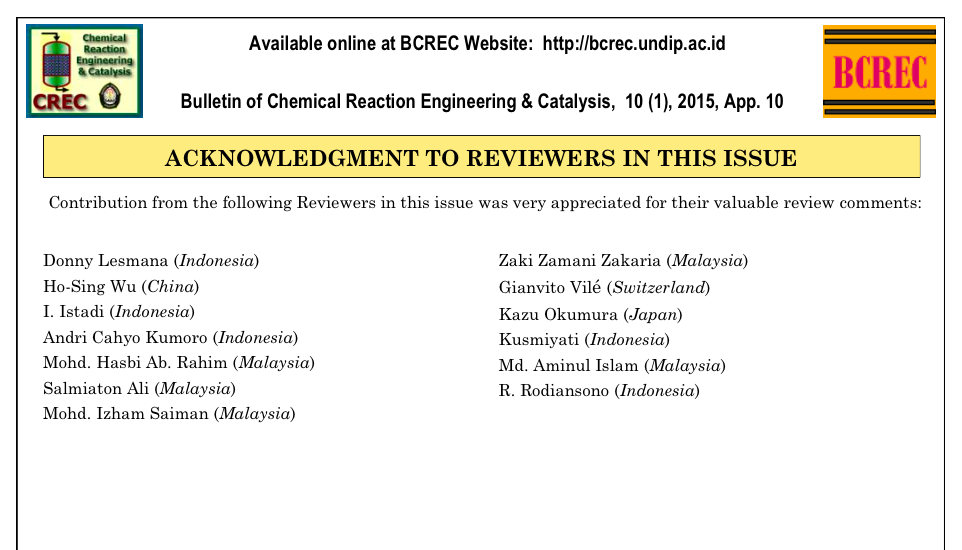 Chemical
Reaction
Engineering
& Catalysis
CREC
Available online at BCREC Website: http://bcrec.undip.ac.id
Bulletin of Chemical Reaction Engineering & Catalysis, 10 (1), 2015, App. 10
BCREC
ACKNOWLEDGMENT TO REVIEWERS IN THIS ISSUE
Contribution from the following Reviewers in this issue was very appreciated for their valuable review comments:
Donny Lesmana (Indonesia)
Ho-Sing Wu (China)
I. Istadi (Indonesia)
Andri Cahyo Kumoro (Indonesia)
Mohd. Hasbi Ab. Rahim (Malaysia)
Salmiaton Ali (Malaysia)
Mohd. Izham Saiman (Malaysia)
Zaki Zamani Zakaria (Malaysia)
Gianvito Vilé (Switzerland)
Kazu Okumura (Japan)
Kusmiyati (Indonesia)
Md. Aminul Islam (Malaysia)
R. Rodiansono (Indonesia)